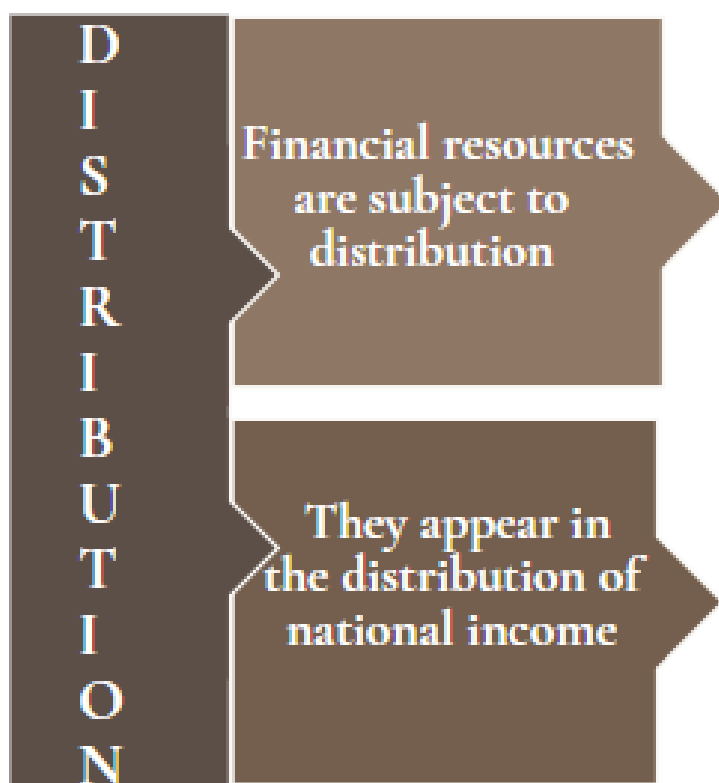 D
I
S
T
R
I
B
U
T
I
O
N
Financial resources
are subject to
distribution
They appear in
the distribution of
national income